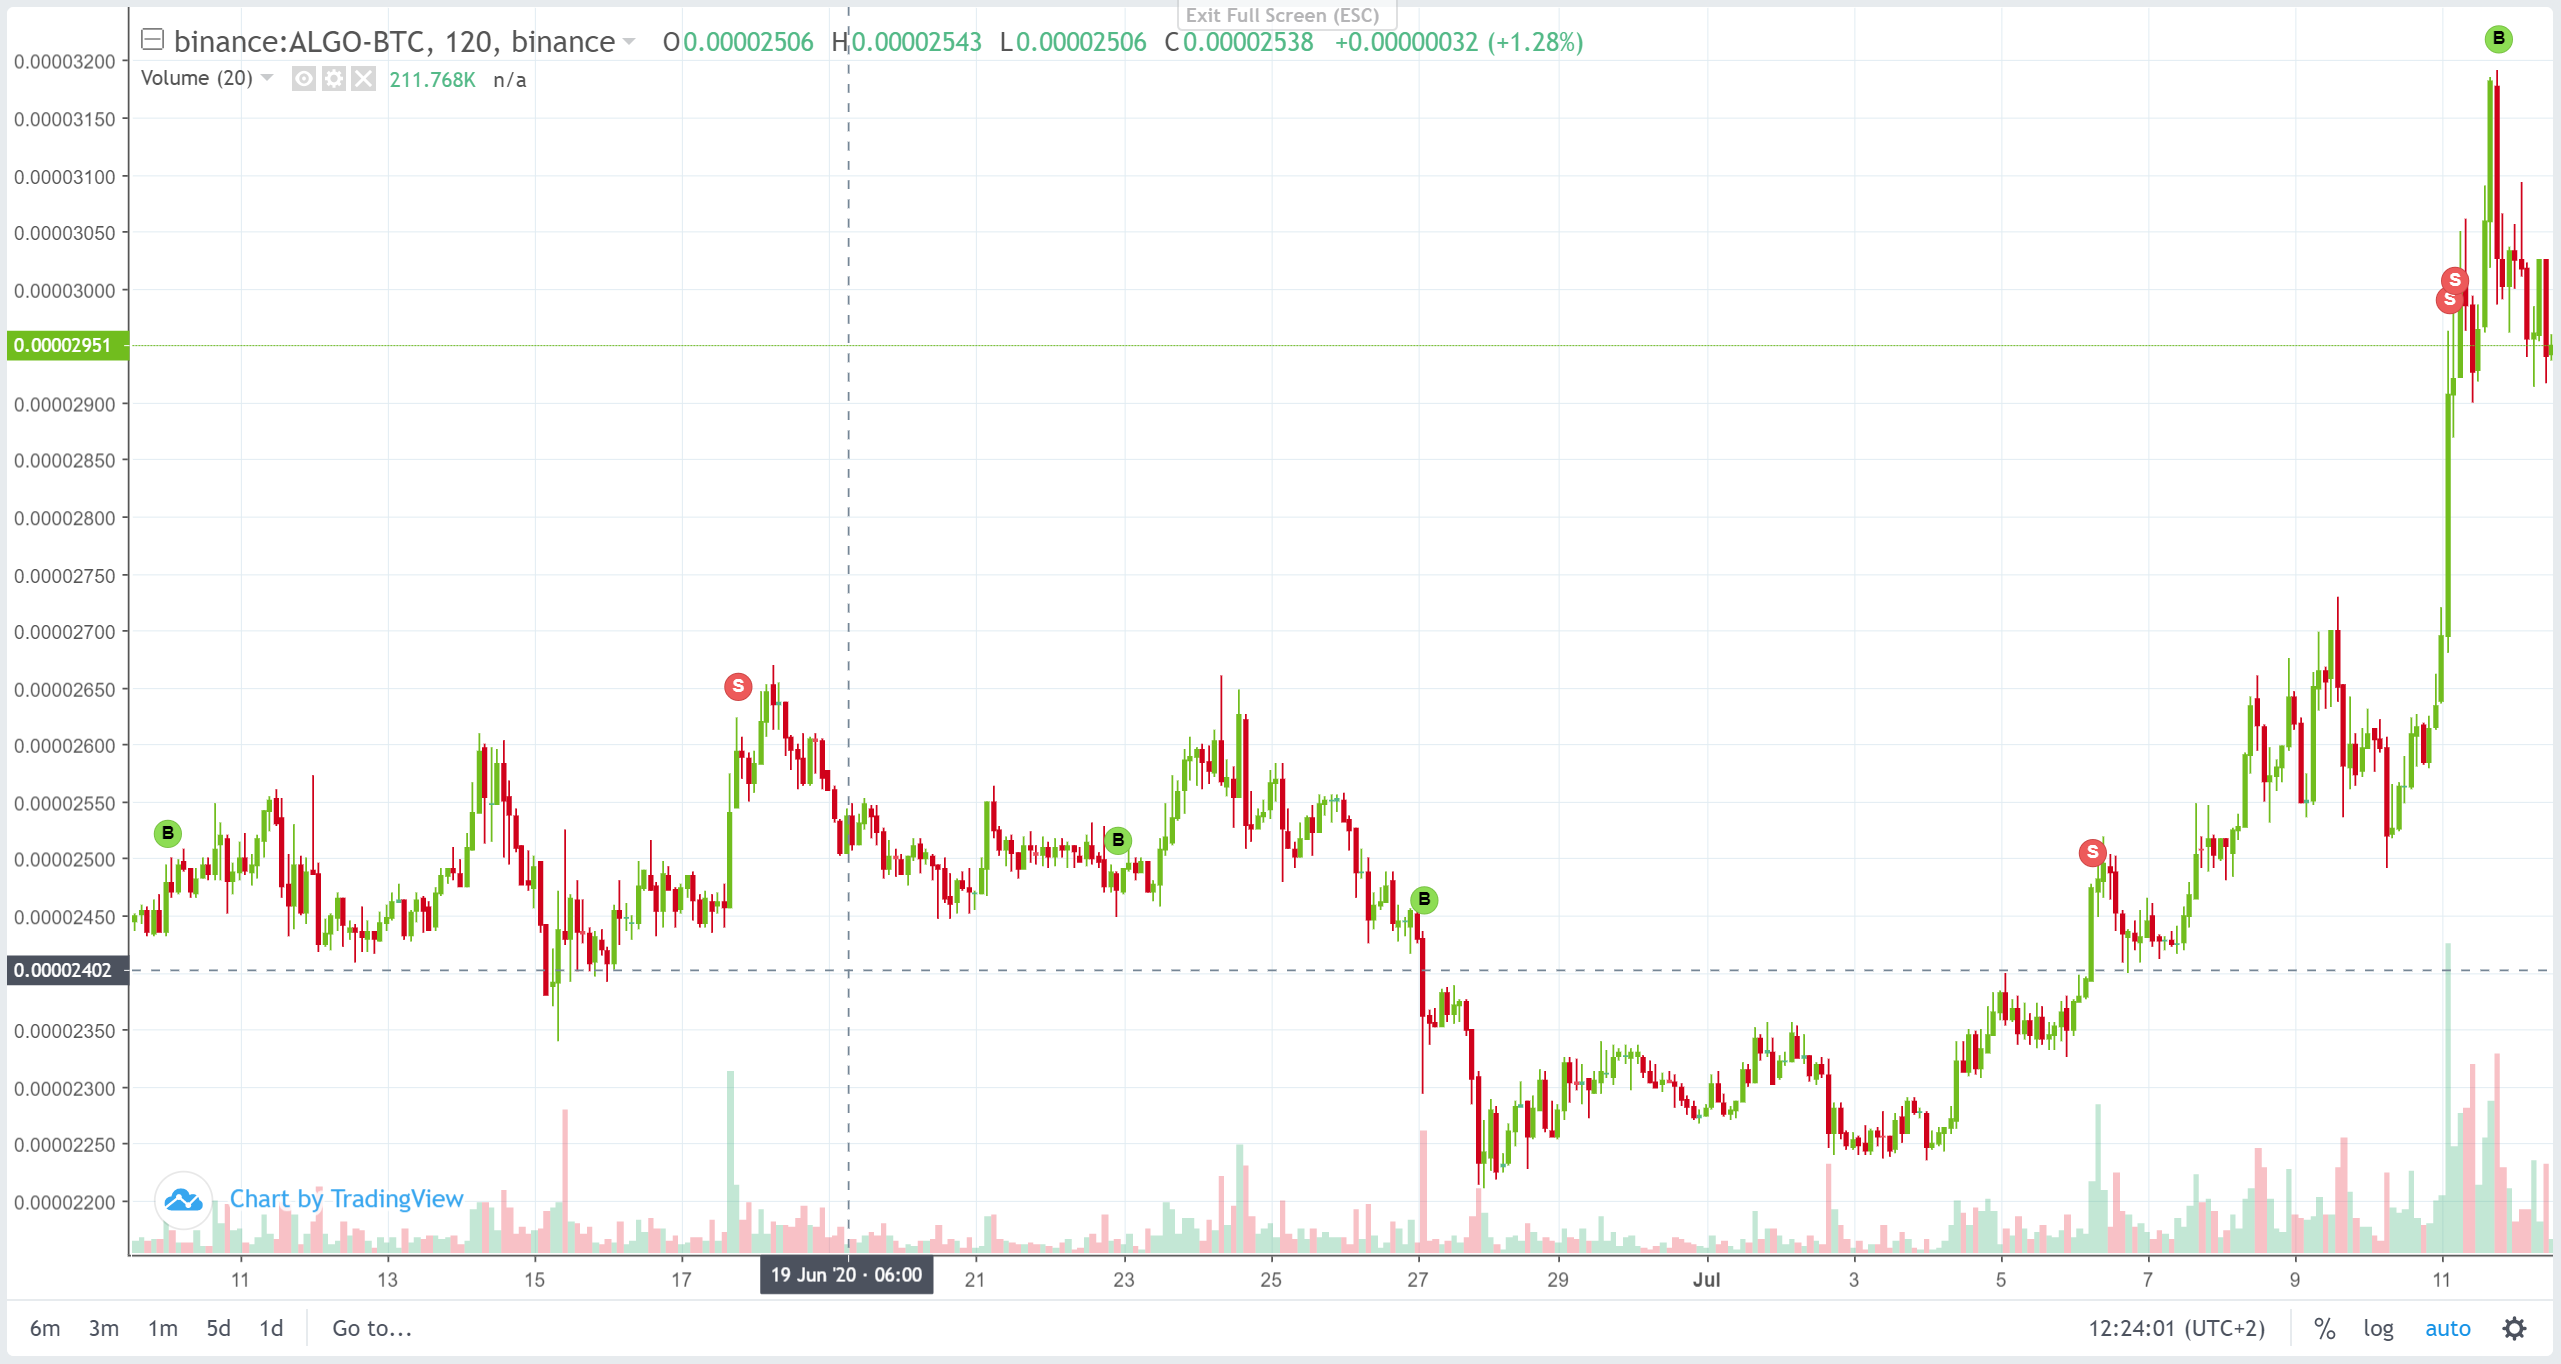 Exit Full Screen (ESC)
binance:ALGO-BTC, 120, binance O0.00002506 H0.00002543 L0.00002506 C0.00002538 +0.00000032 (+1.28%)
Volume (20) 211.768K n/a
B
0.00003200
0.00003150
0.00003100
0.00003050
0.00003000
S
S
0.00002951
0.00002900
0.00002850
0.00002800
0.00002750
0.00002700
0.00002650
S
0.00002600
0.00002550
B
B
S
0.00002500
B
0.00002450
0.00002402
0.00002350
0.00002300
0.00002250
0.00002200
Chart by TradingView
11 13 15 17 19 Jun '20 · 06:00 21 23 25 27 29 Jul 3 5 7 9 11
6m 3m 1m 5d 1d Go to... 12:24:01 (UTC+2) % log auto